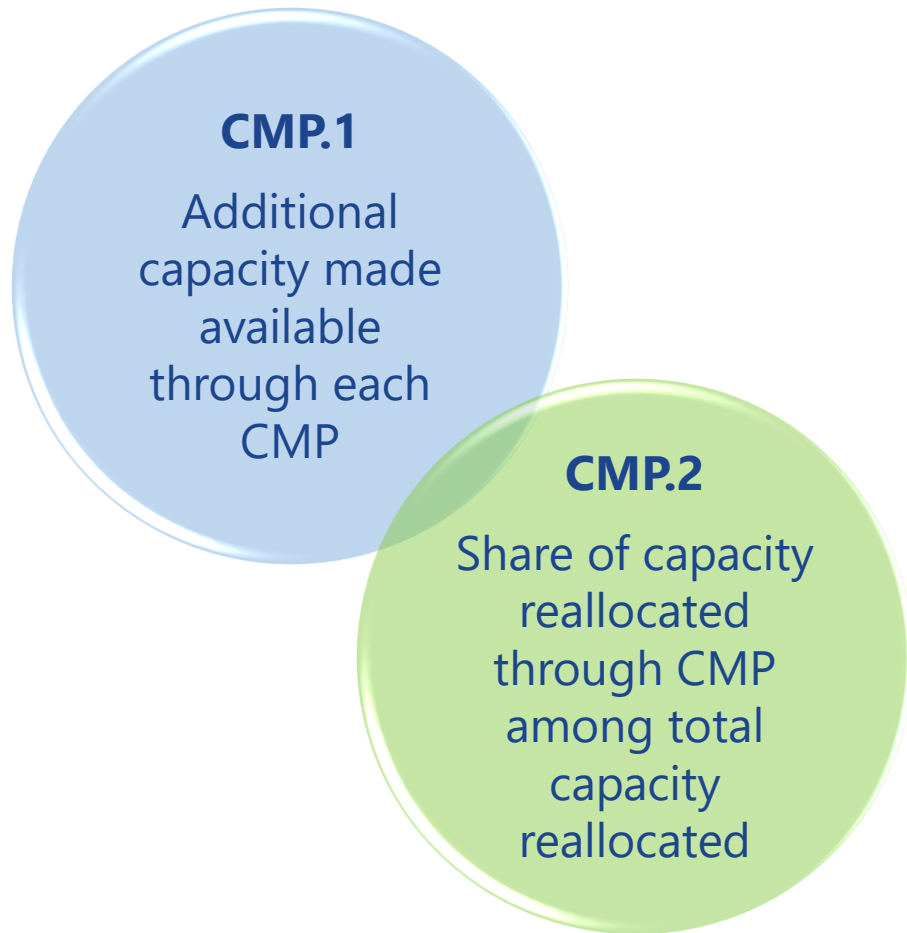 CMP.1
Additional
capacity made
available
through each
CMP
CMP.2
Share of capacity
reallocated
through CMP
among total
capacity
reallocated